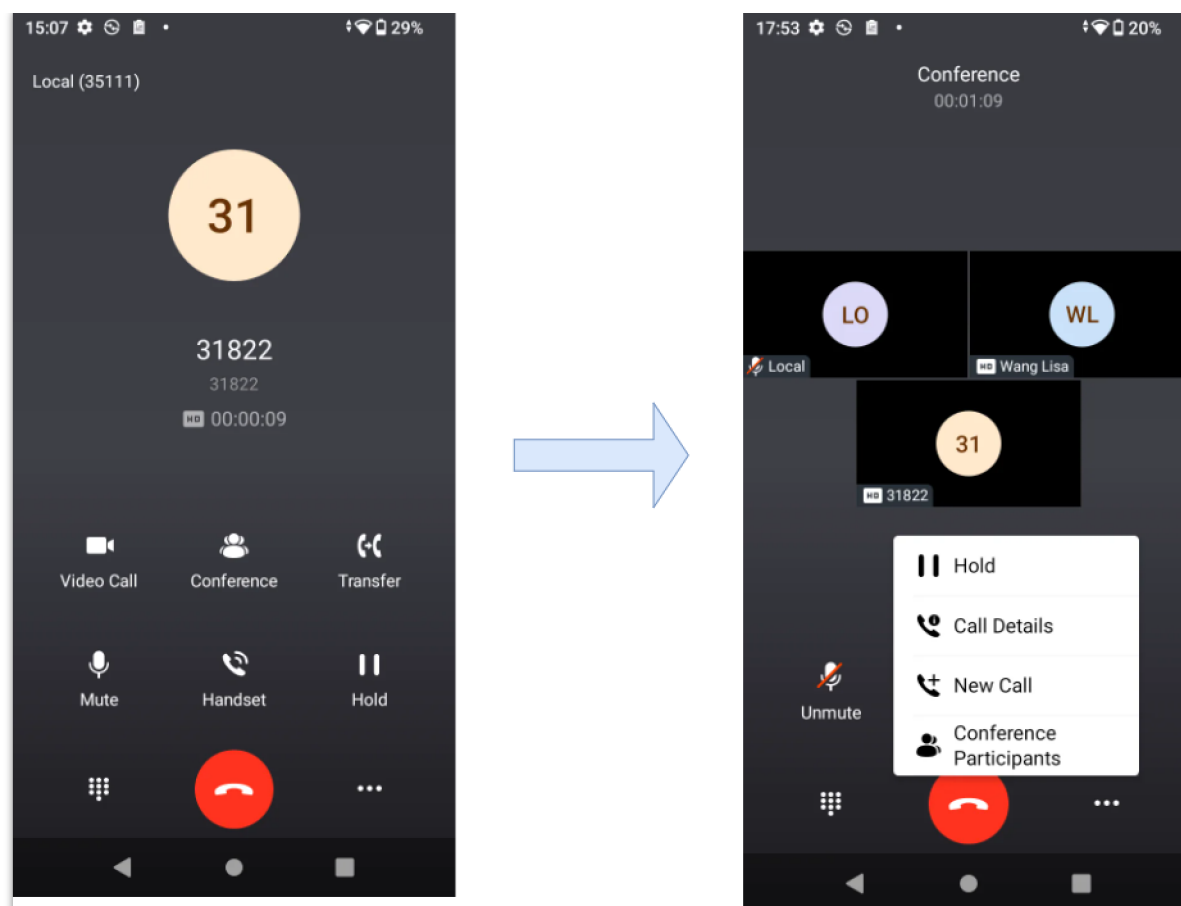 15:07
29%
Local (35111)
31
31822
31822
HD 00:00:09
Video Call
Conference
Transfer
Mute
Handset
Hold
17:53
20%
Conference
00:01:09
LO
WL
Local
HD Wang Lisa
31
HD 31822
Hold
Call Details
New Call
Conference
Participants
Unmute